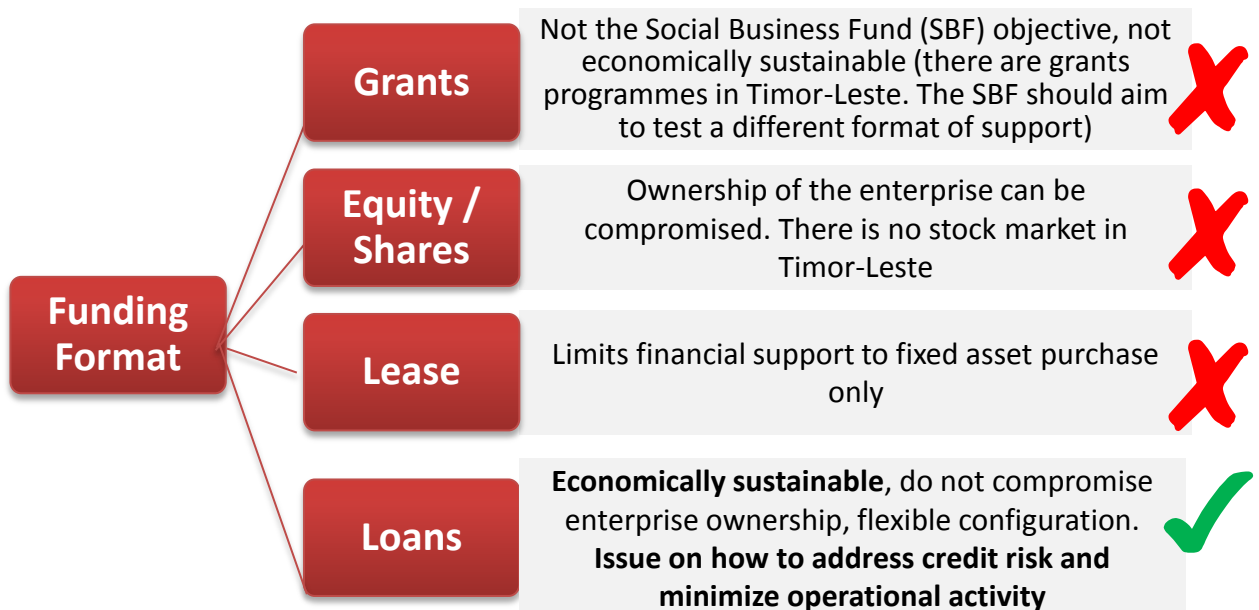 Funding
Format
Grants
Not the Social Business Fund (SBF) objective, not
economically sustainable (there are grants
programmes in Timor-Leste. The SBF should aim
to test a different format of support)
Equity /
Shares
Ownership of the enterprise can be
compromised. There is no stock market in
Timor-Leste
Lease
Limits financial support to fixed asset purchase
only
Loans
Economically sustainable, do not compromise
enterprise ownership, flexible configuration.
Issue on how to address credit risk and
minimize operational activity